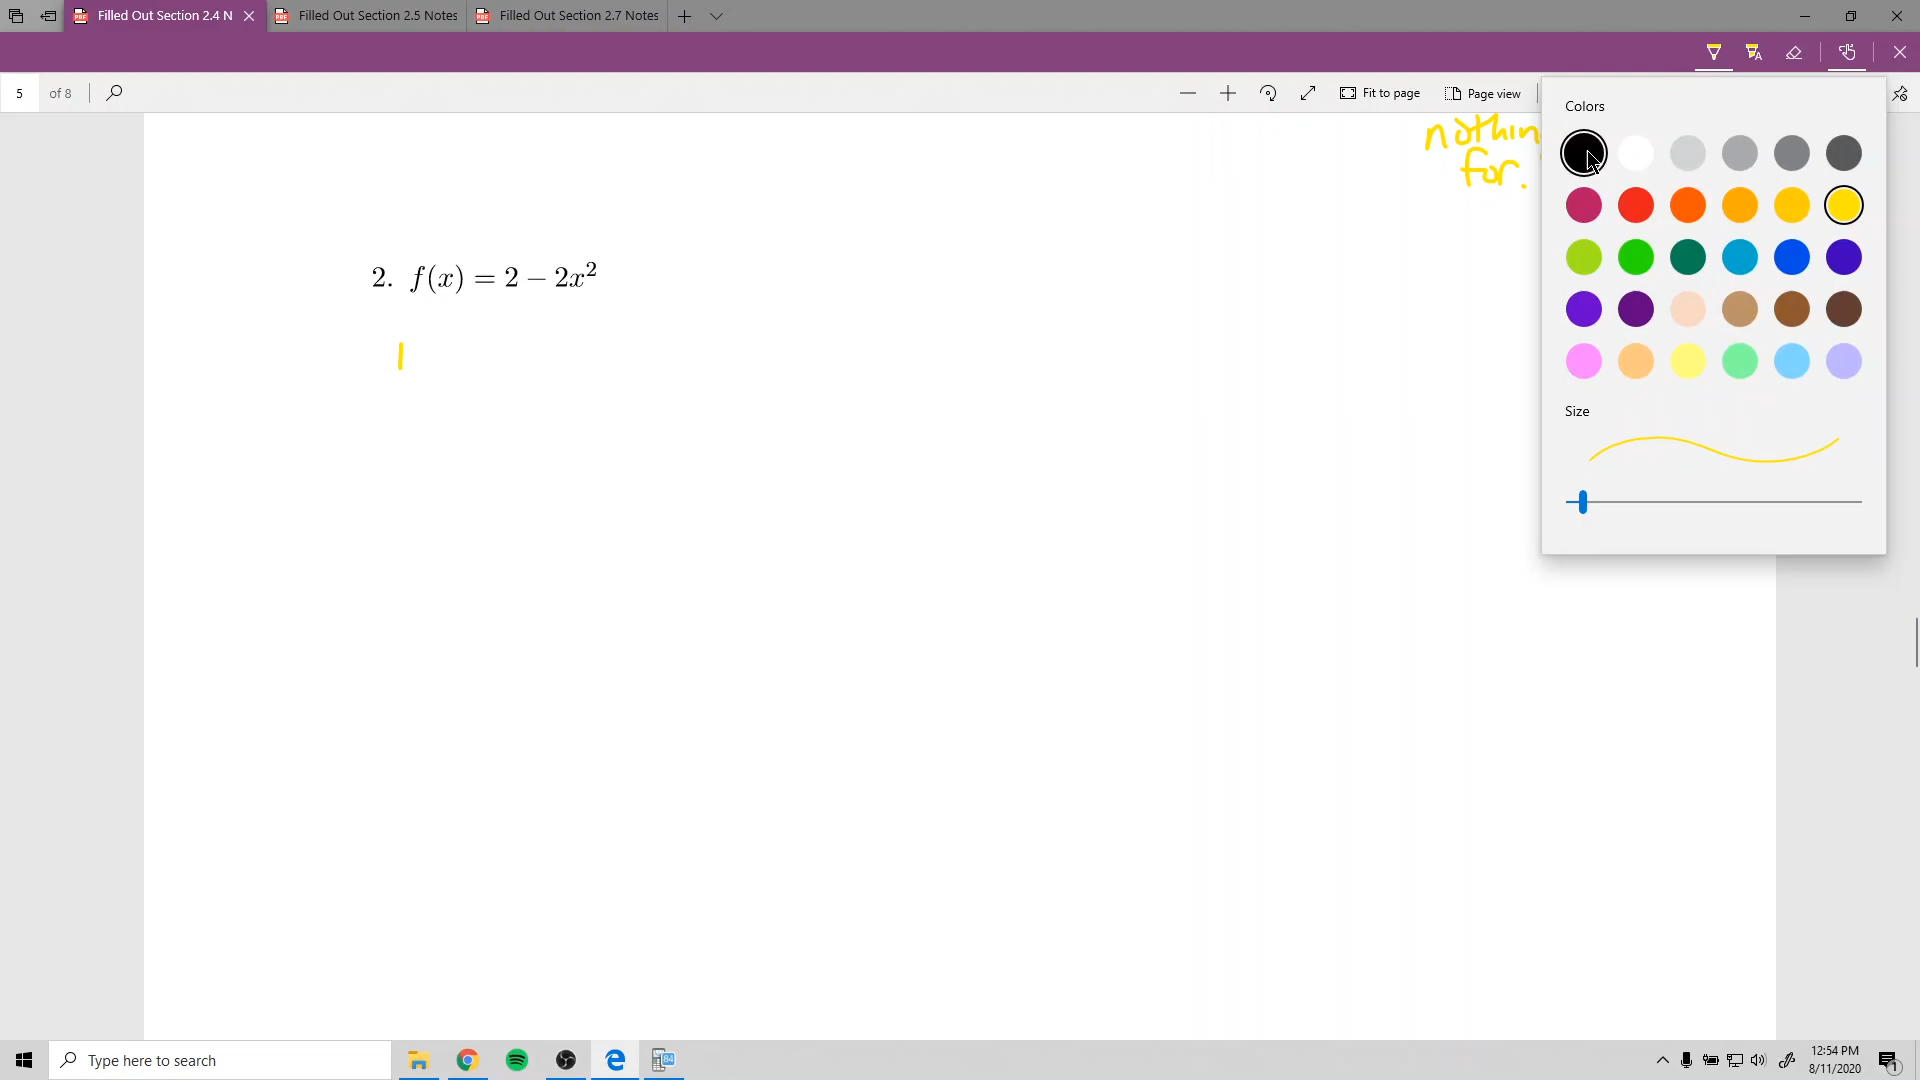 Filled Out Section 2.4 N
Filled Out Section 2.5 Notes
Filled Out Section 2.7 Notes
5 of 8
Fit to page
Page view
Colors
for.
2. f(x) = 2 − 2x²
Size
Type here to search
84
12:54 PM
8/11/2020
1